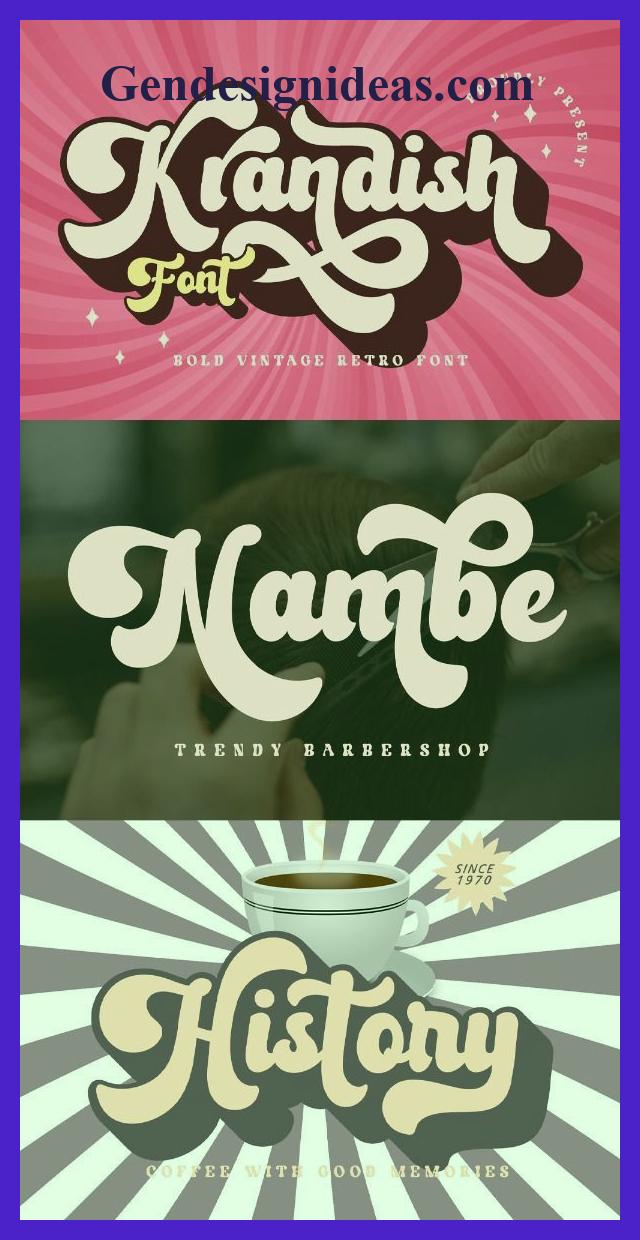 Gendesignideas.com
PROUDLY PRESENT
Krandish
Font
BOLD VINTAGE RETRO FONT
Nambe
TRENDY BARBERSHOP
SINCE
1970
History
COFFEE WITH GOOD MEMORIES